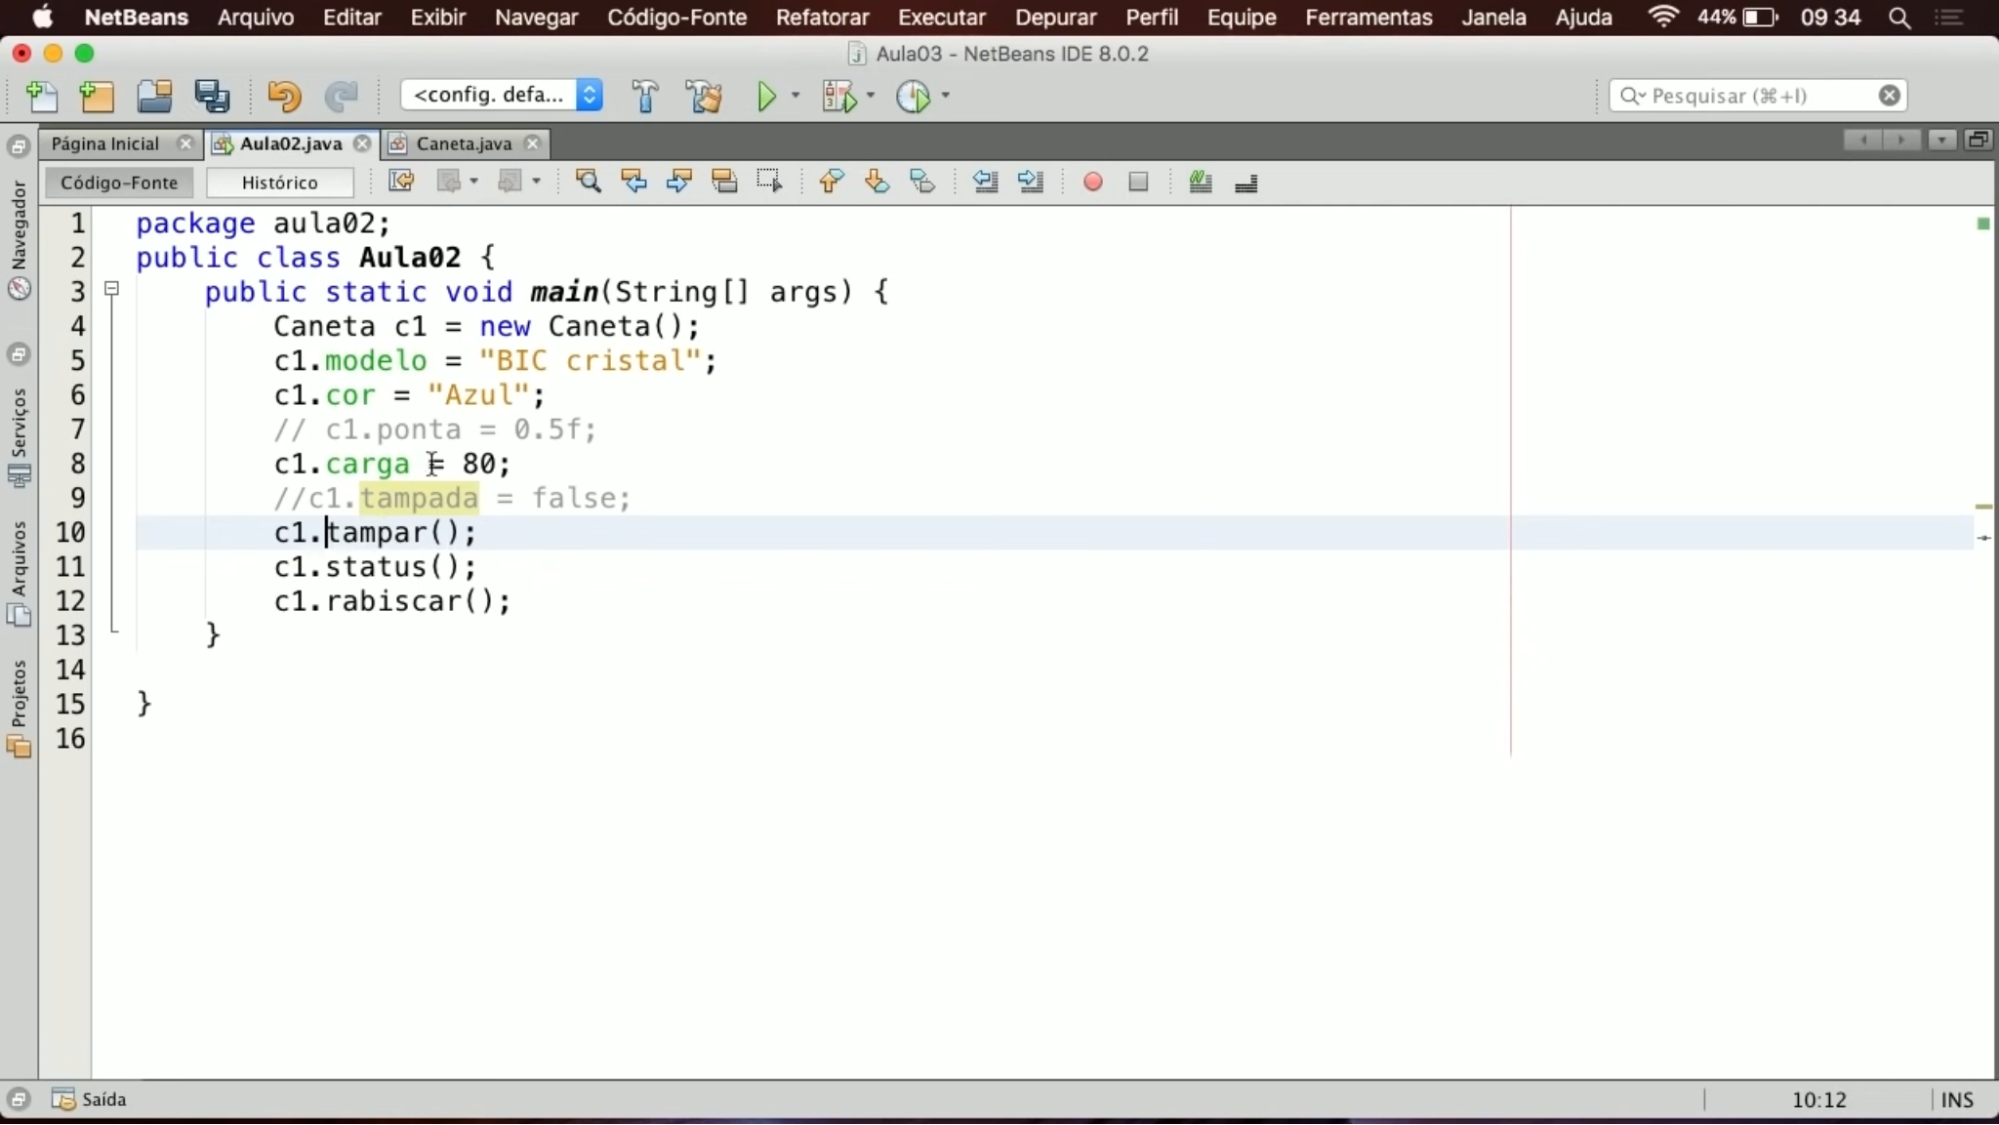 NetBeans Arquivo Editar Exibir Navegar Código-Fonte Refatorar Executar Depurar Perfil Equipe Ferramentas Janela Ajuda 44% 09 34
Aula03 - NetBeans IDE 8.0.2
<config. defa... Pesquisar (⌘+I)
Página Inicial Aula02.java Caneta.java
Código-Fonte Histórico
Navegador
Serviços
Arquivos
Projetos
1 package aula02;
2 public class Aula02 {
3 public static void main(String[] args) {
4 Caneta c1 = new Caneta();
5 c1.modelo = "BIC cristal";
6 c1.cor = "Azul";
7 // c1.ponta = 0.5f;
8 c1.carga = 80;
9 //c1.tampada = false;
10 c1.tampar();
11 c1.status();
12 c1.rabiscar();
13 }
14
15 }
16
Saída 10:12 INS